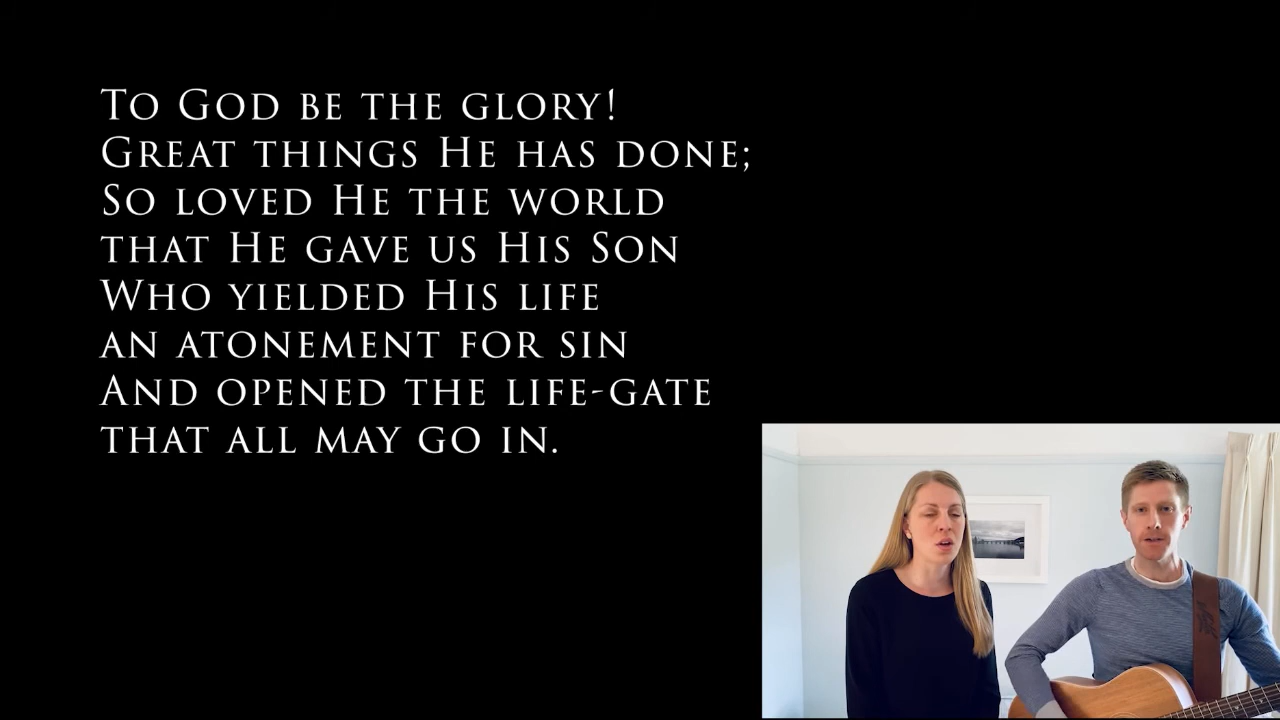 To God be the glory!
Great things He has done;
So loved He the world
that He gave us His Son
Who yielded His life
an atonement for sin
And opened the life-gate
that all may go in.